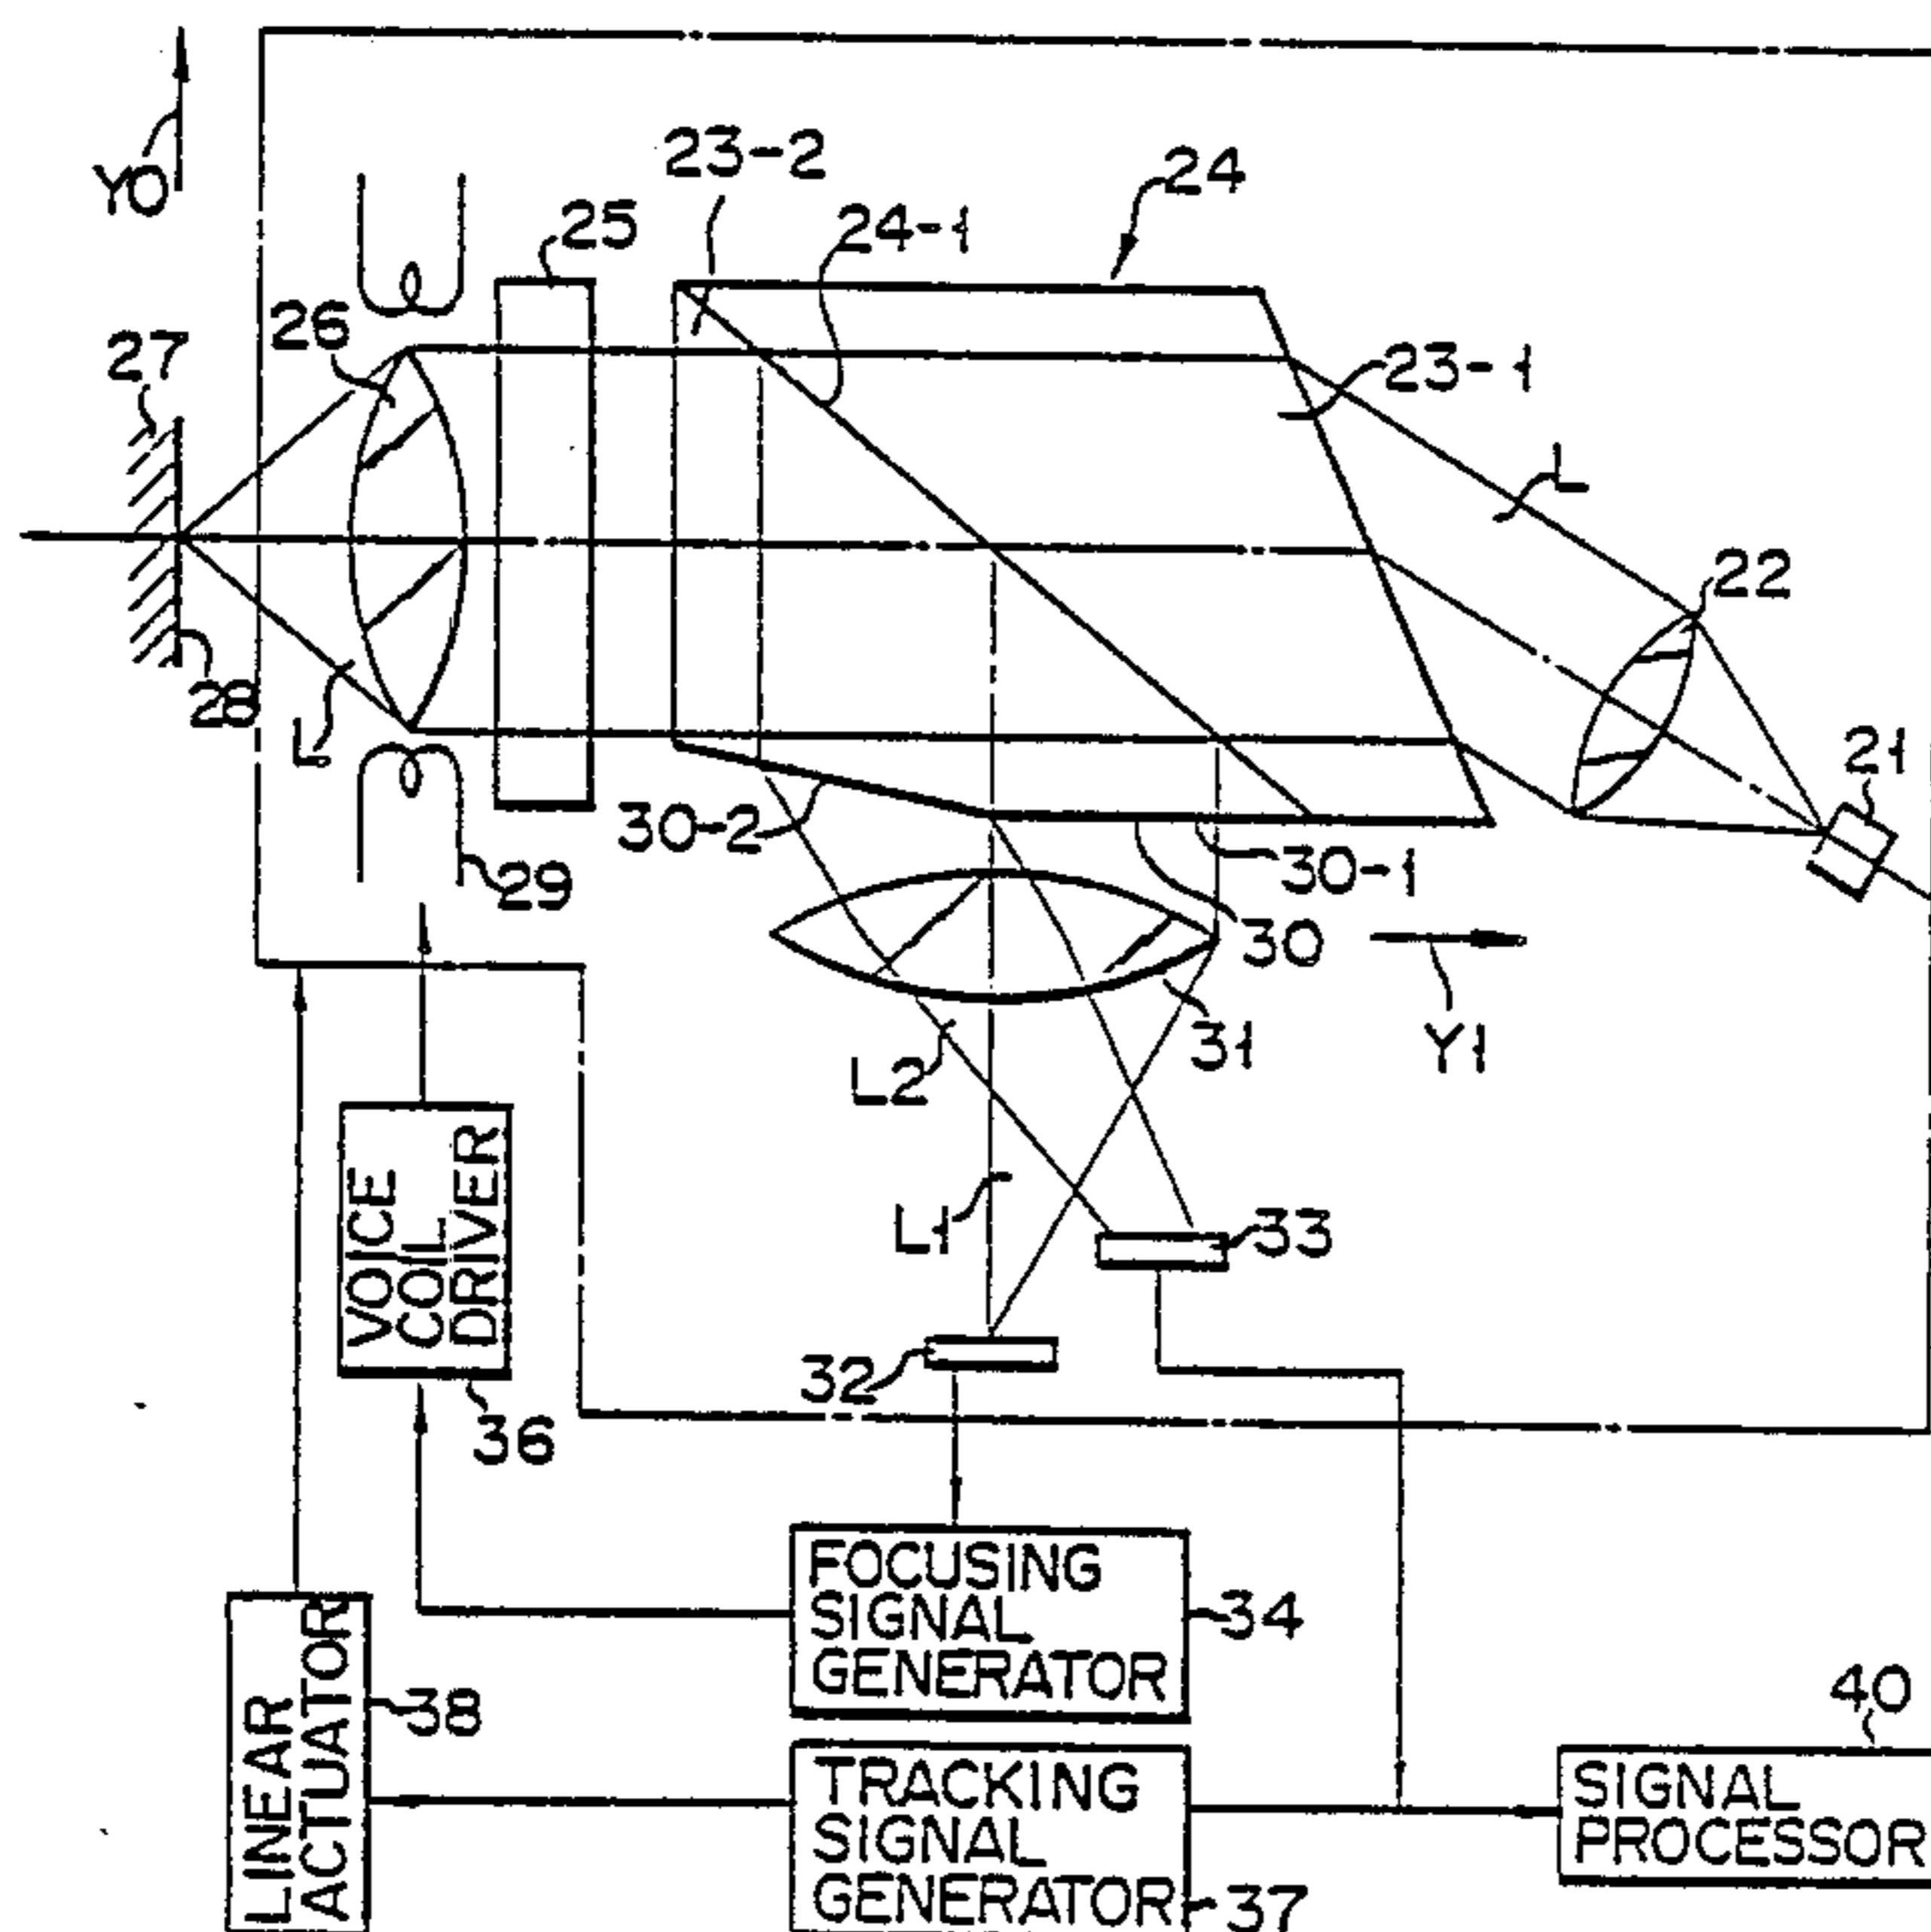 23-2
24
Y0
24-1
25
26
27
23-1
L
22
28
L
21
30-2
29
30-1
30
31
Y1
L2
L1
33
VOICE
COIL
DRIVER
32
36
FOCUSING
SIGNAL
GENERATOR
34
40
38
LINEAR
ACTUATOR
TRACKING
SIGNAL
GENERATOR
SIGNAL
PROCESSOR
37